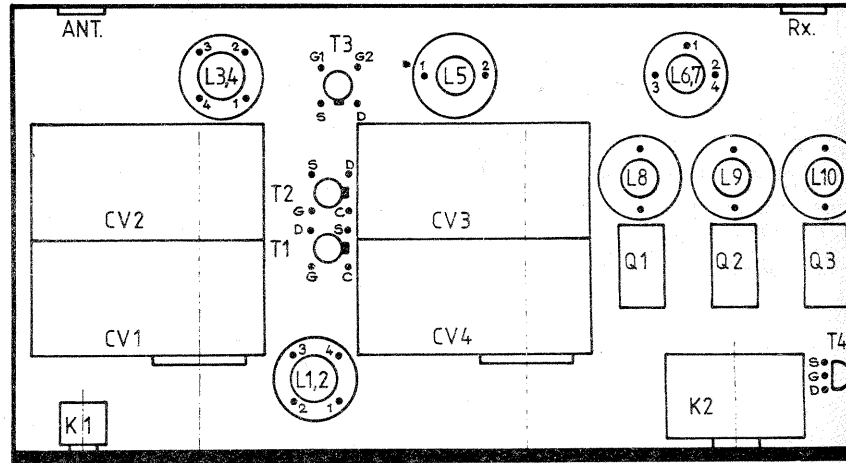 ANT. Rx.
T3
3 2 G1 G2 1
L3,4 1 L5 2 L6,7 2
3 4
4 1 S D
L8 L9 L10
S D
T2
CV2 G C CV3
D S
T1 Q1 Q2 Q3
G C
CV1 CV4
T4
3 4 S
L1,2 G
D
2 1
K1 K2